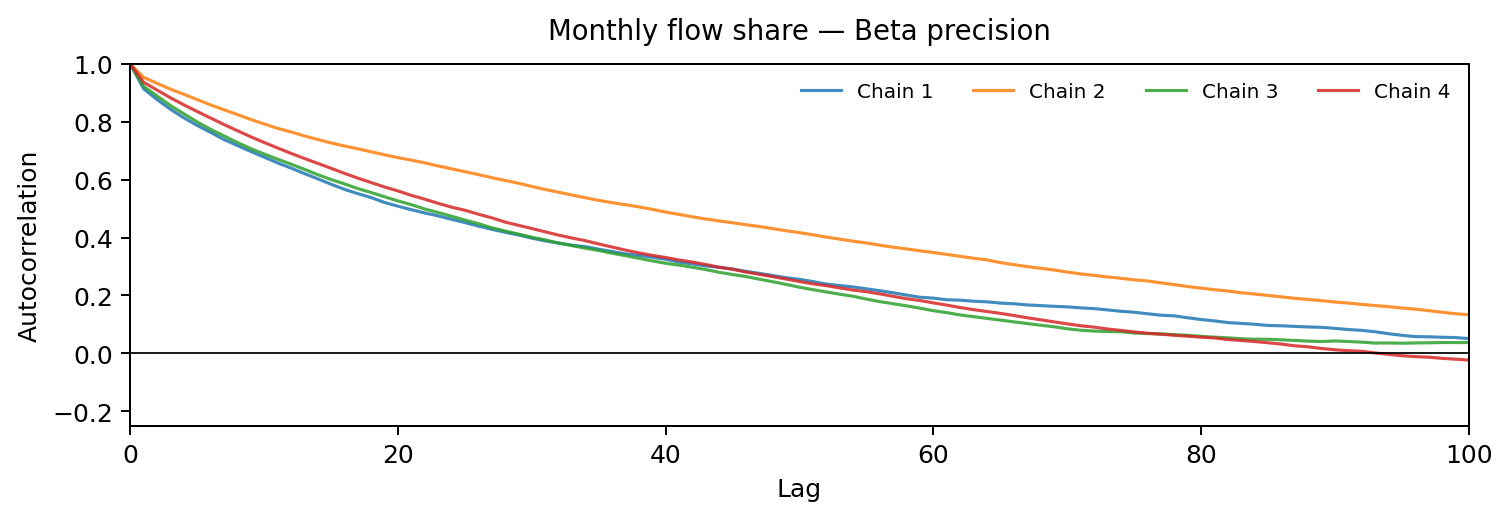 Monthly flow share — Beta precision
Chain 1 Chain 2 Chain 3 Chain 4
Autocorrelation
1.0
0.8
0.6
0.4
0.2
0.0
−0.2
0 20 40 60 80 100
Lag